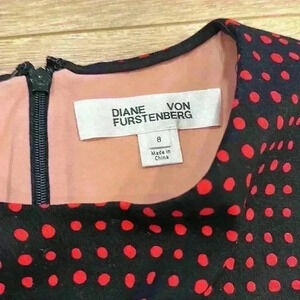 DIANE VON
FURSTENBERG
8
Made in
China